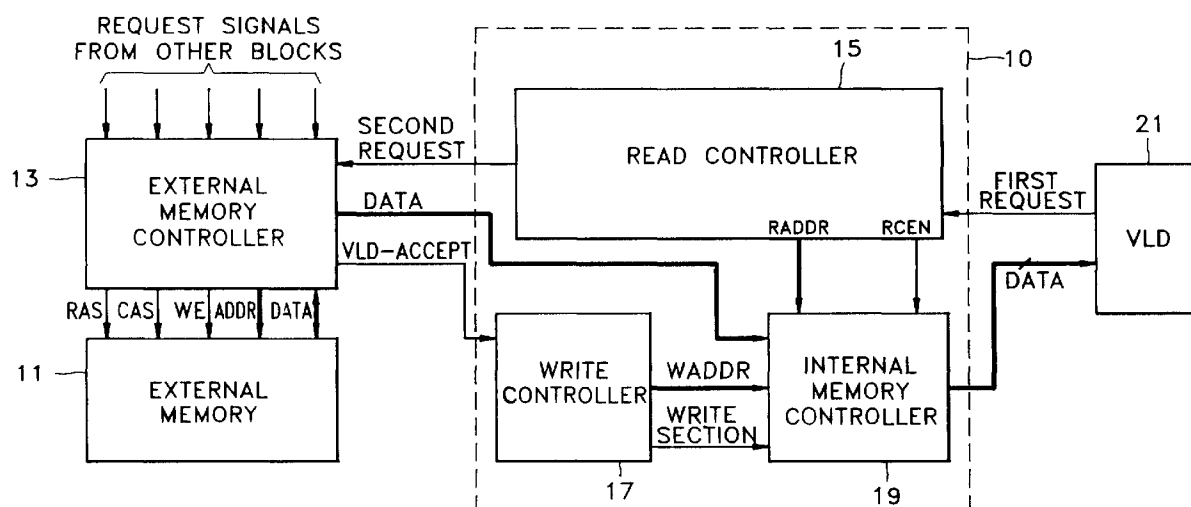 REQUEST SIGNALS
FROM OTHER BLOCKS
15
10
21
13
EXTERNAL
MEMORY
CONTROLLER
SECOND
REQUEST
READ CONTROLLER
FIRST
REQUEST
VLD
DATA
RADDR
RCEN
VLD-ACCEPT
DATA
RAS
CAS
WE
ADDR
DATA
11
EXTERNAL
MEMORY
WRITE
CONTROLLER
WADDR
WRITE
SECTION
INTERNAL
MEMORY
CONTROLLER
17
19